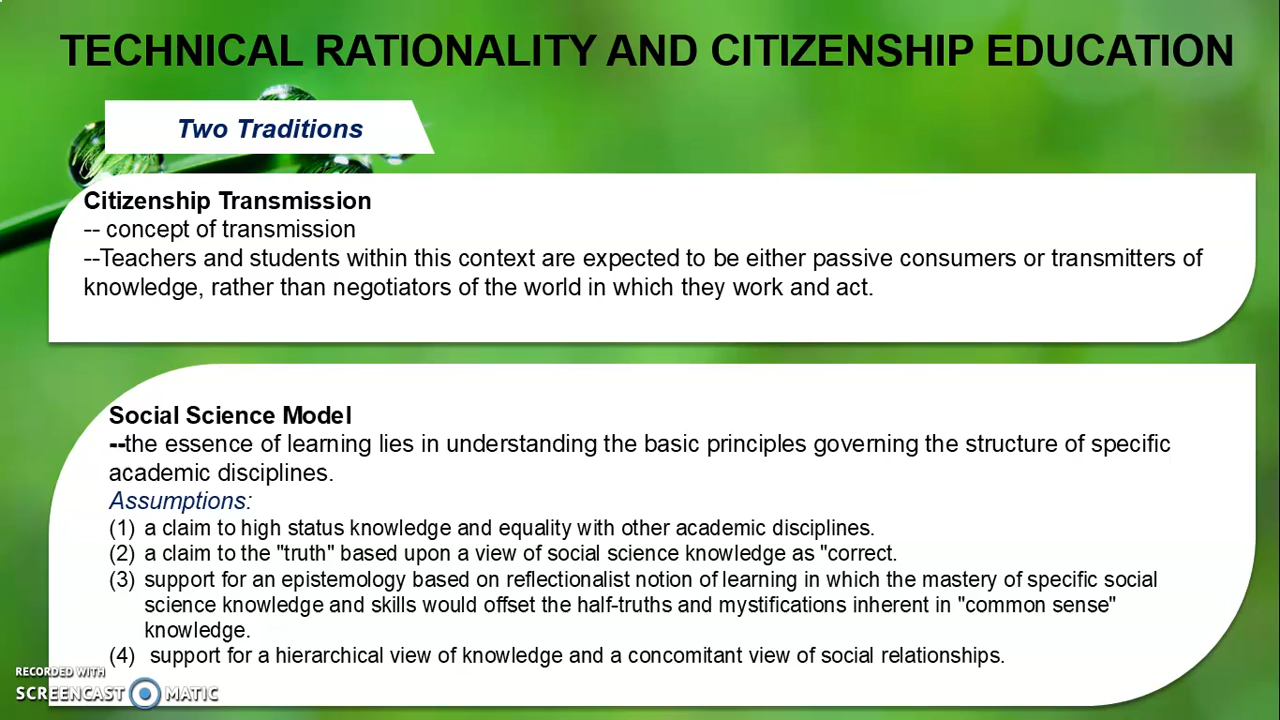 TECHNICAL RATIONALITY AND CITIZENSHIP EDUCATION
Two Traditions
Citizenship Transmission
-- concept of transmission
--Teachers and students within this context are expected to be either passive consumers or transmitters of
knowledge, rather than negotiators of the world in which they work and act.
Social Science Model
--the essence of learning lies in understanding the basic principles governing the structure of specific
academic disciplines.
Assumptions:
(1) a claim to high status knowledge and equality with other academic disciplines.
(2) a claim to the "truth" based upon a view of social science knowledge as "correct.
(3) support for an epistemology based on reflectionalist notion of learning in which the mastery of specific social
science knowledge and skills would offset the half-truths and mystifications inherent in "common sense"
knowledge.
(4) support for a hierarchical view of knowledge and a concomitant view of social relationships.
RECORDED WITH
SCREENCAST MATIC